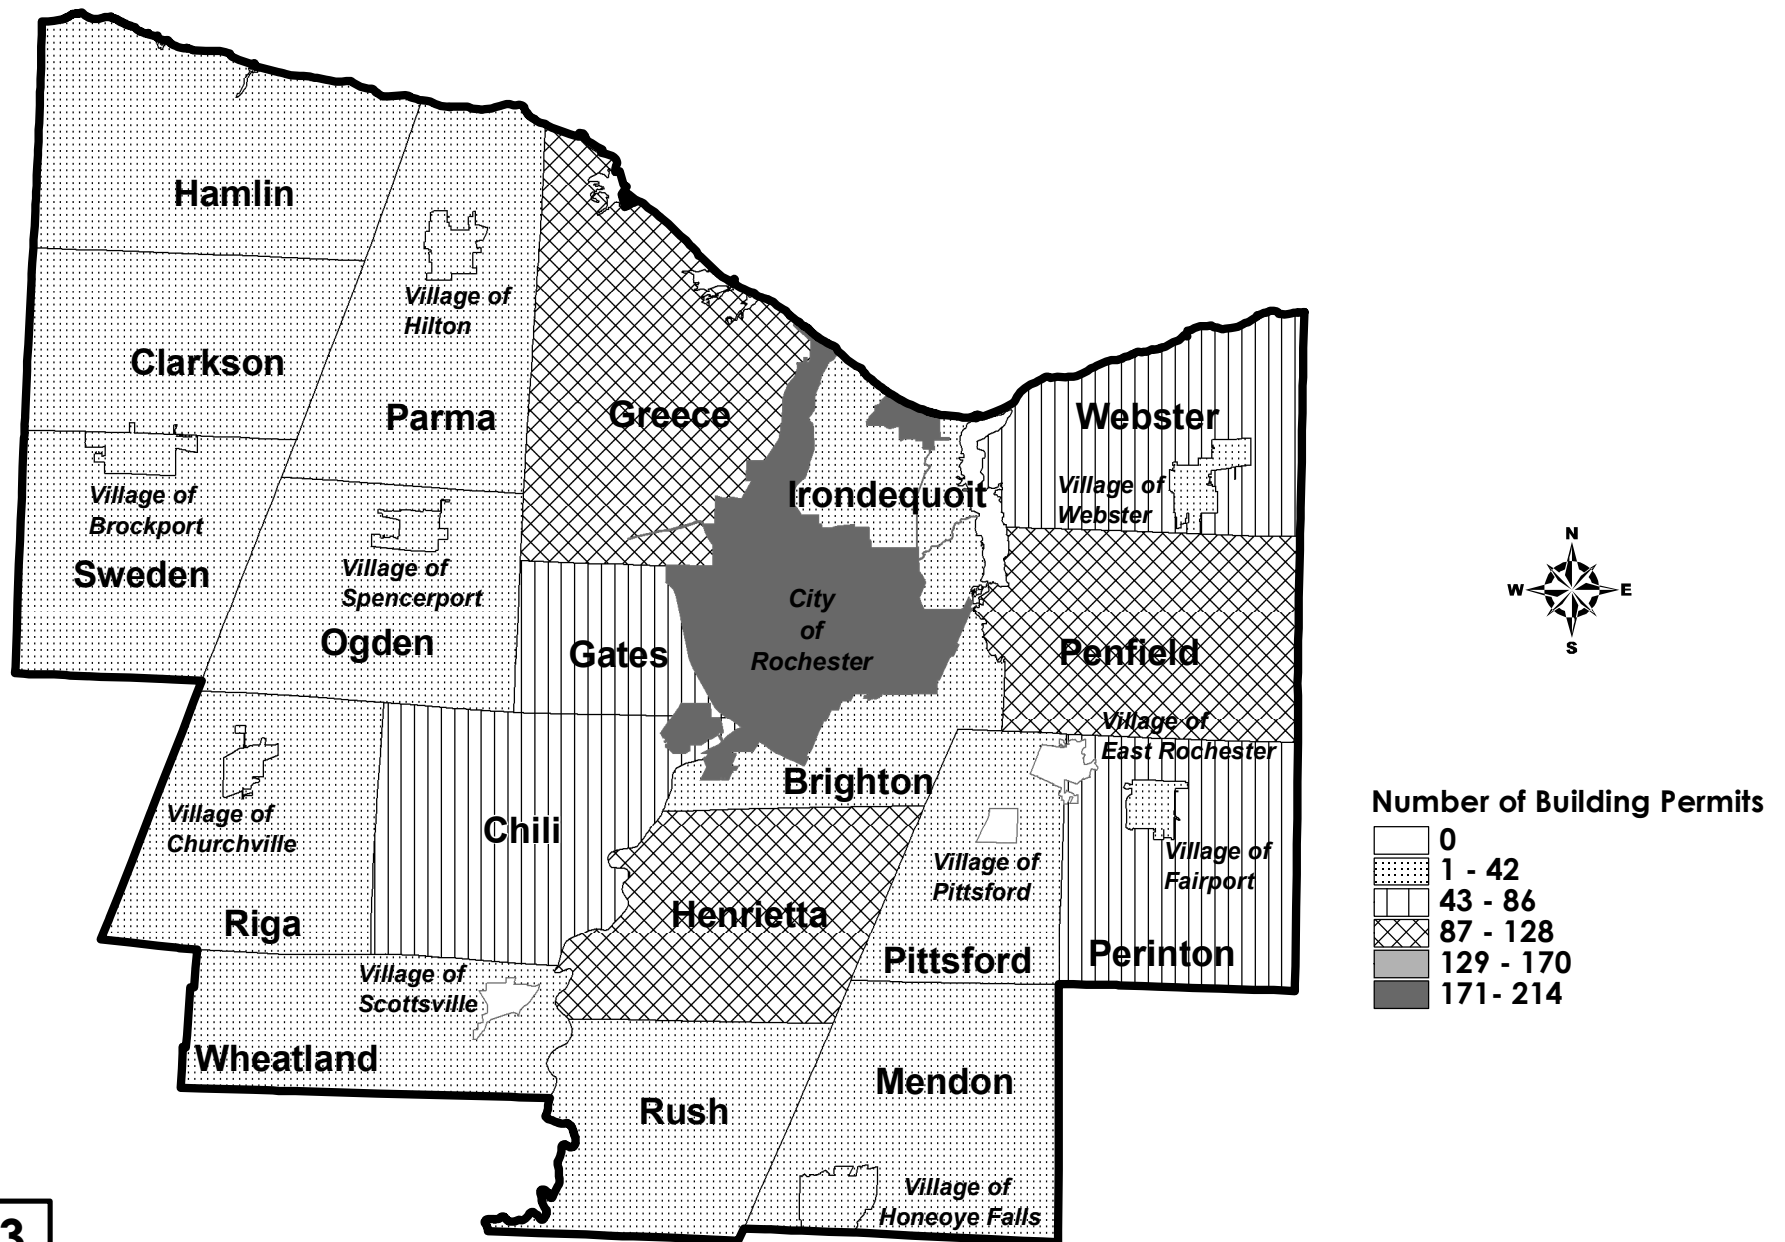 Hamlin
Village of
Hilton
Clarkson
Parma
Greece
Webster
Village of
Webster
Irondequoit
Village of
Brockport
Sweden
Village of
Spencerport
Ogden
Gates
City
of
Rochester
Penfield
N
W
E
S
Village of
East Rochester
Village of
Churchville
Chili
Brighton
Village of
Pittsford
Village of
Fairport
Riga
Henrietta
Pittsford
Perinton
Village of
Scottsville
Wheatland
Rush
Mendon
Village of
Honeoye Falls
Number of Building Permits
0
1 - 42
43 - 86
87 - 128
129 - 170
171- 214
3